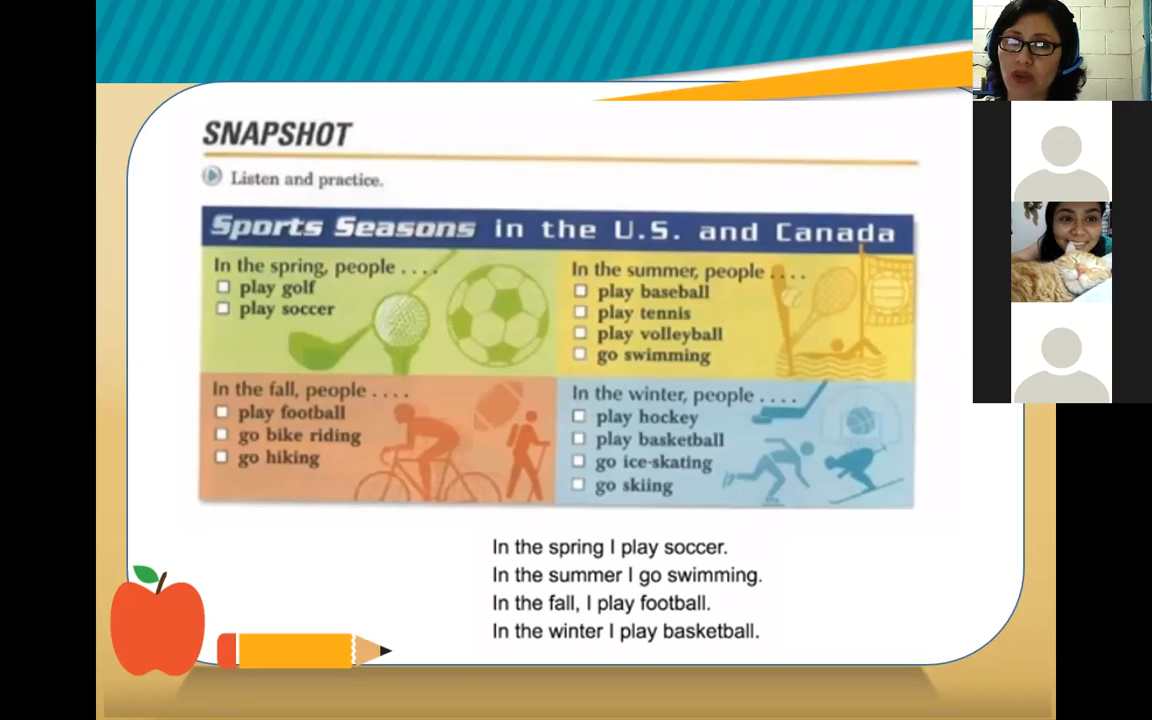 SNAPSHOT
Listen and practice.
Sports Seasons in the U.S. and Canada
In the spring, people . . . .
play golf
play soccer
In the summer, people . . . .
play baseball
play tennis
play volleyball
go swimming
In the fall, people . . . .
play football
go bike riding
go hiking
In the winter, people . . . .
play hockey
play basketball
go ice-skating
go skiing
In the spring I play soccer.
In the summer I go swimming.
In the fall, I play football.
In the winter I play basketball.